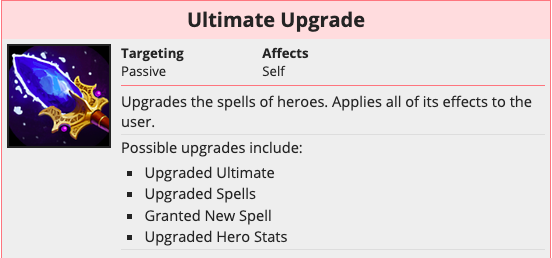 Ultimate Upgrade
Targeting Affects
Passive Self
Upgrades the spells of heroes. Applies all of its effects to the
user.
Possible upgrades include:
Upgraded Ultimate
Upgraded Spells
Granted New Spell
Upgraded Hero Stats